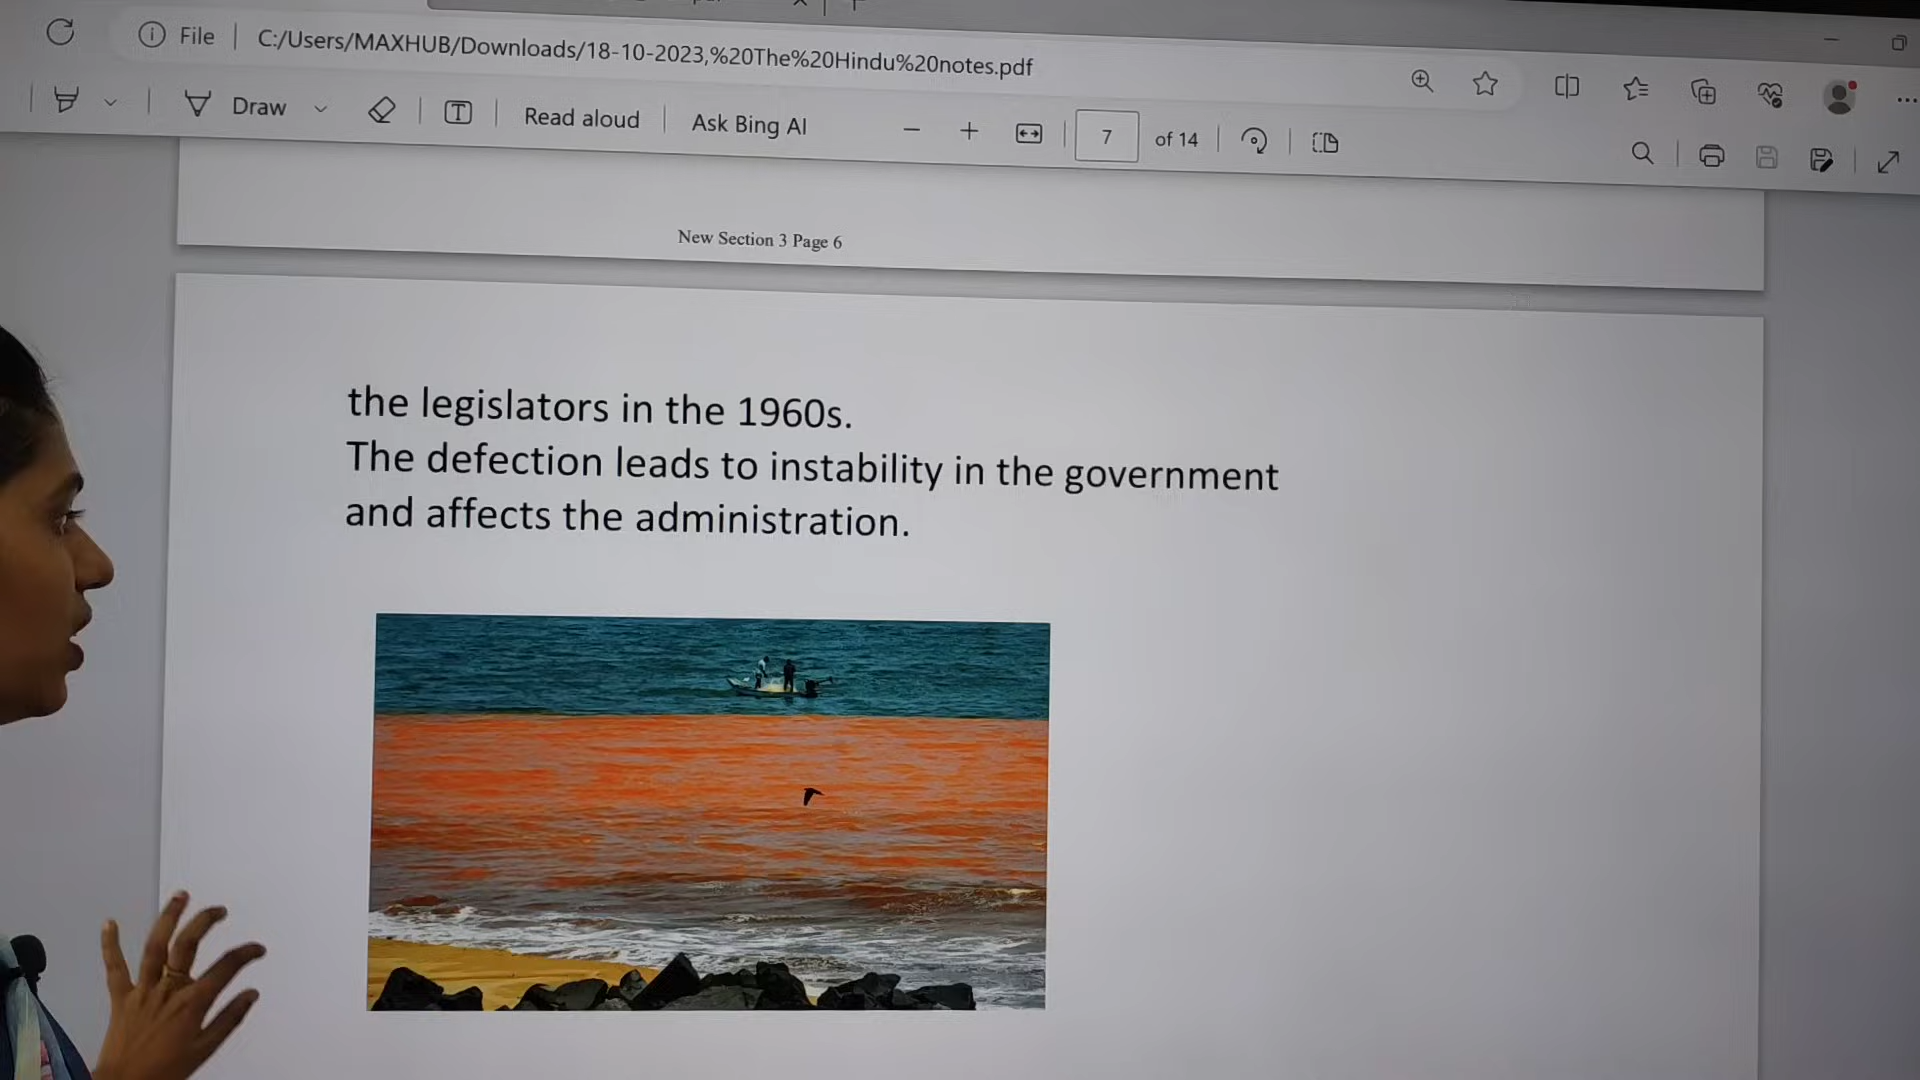 File
C:/Users/MAXHUB/Downloads/18-10-2023,%20The%20Hindu%20notes.pdf
Draw
Read aloud
Ask Bing AI
7
of 14
New Section 3 Page 6
the legislators in the 1960s.
The defection leads to instability in the government
and affects the administration.